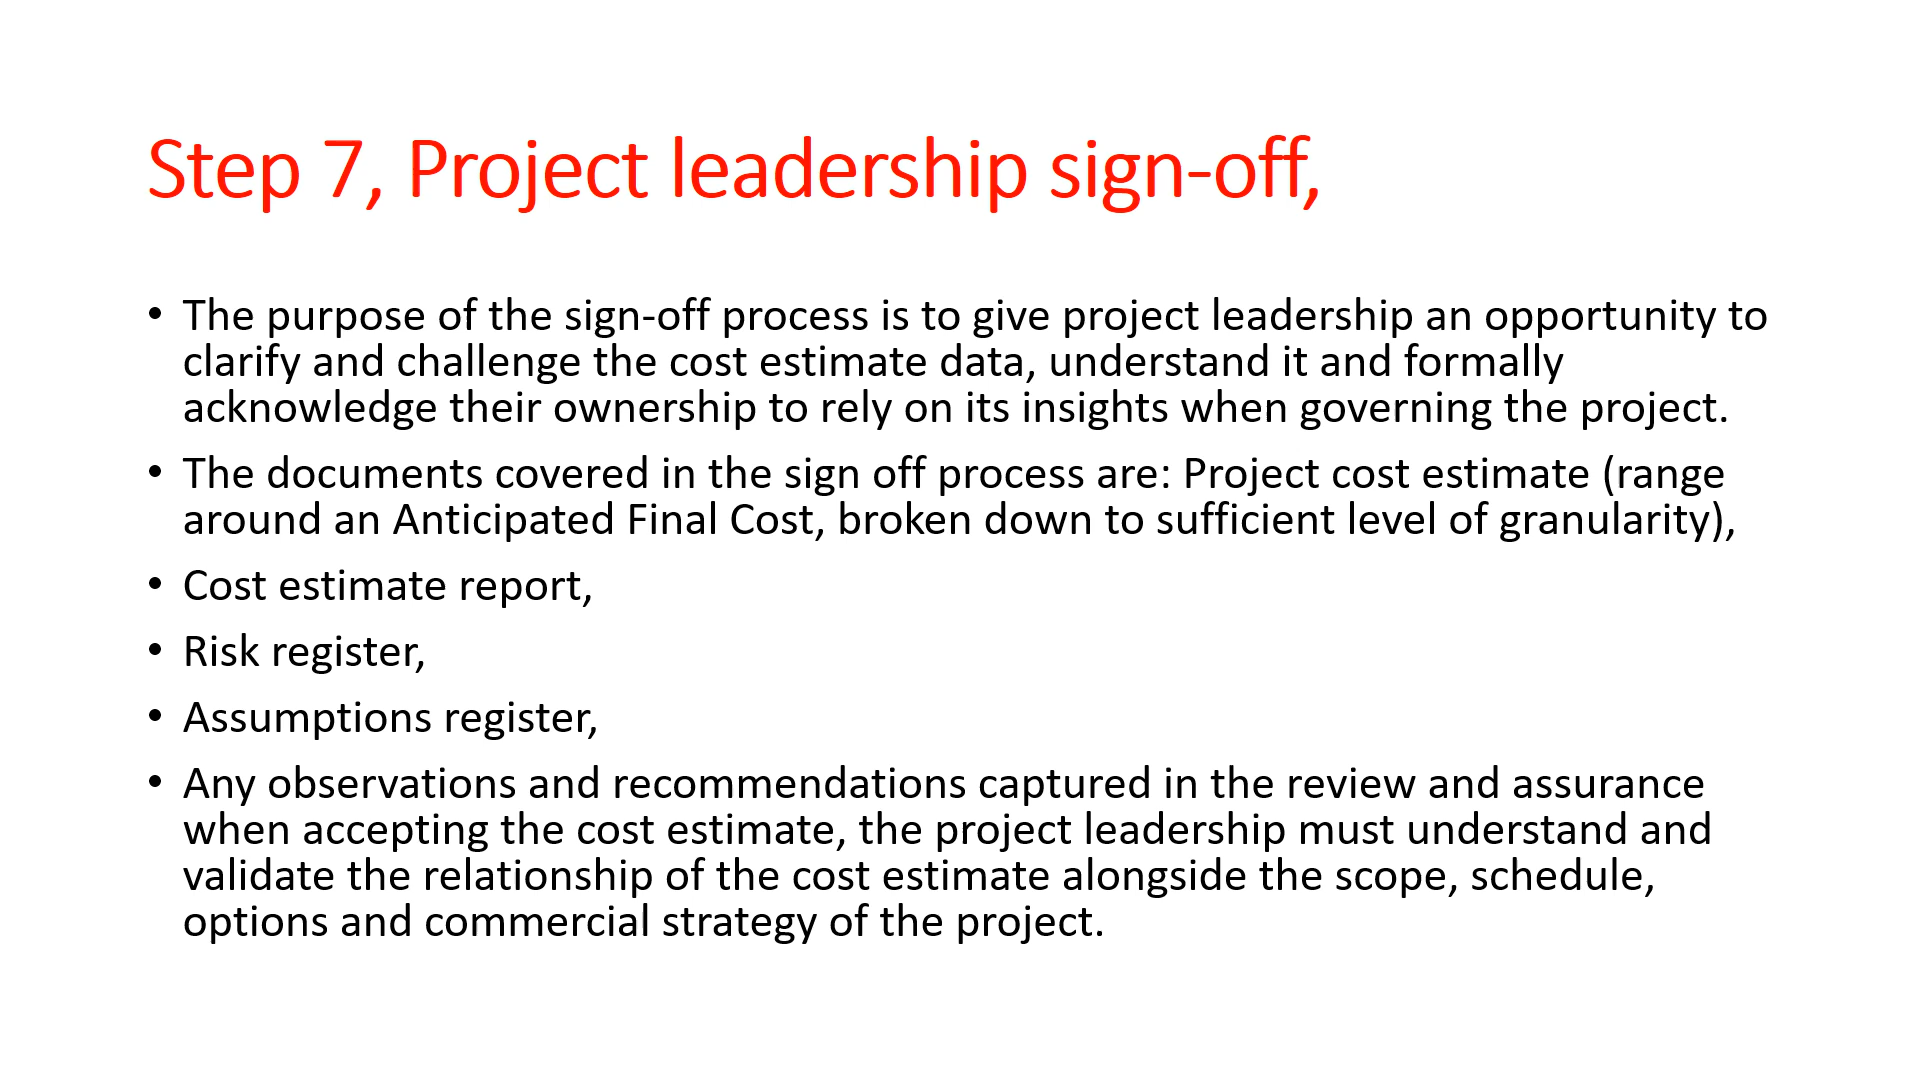 Step 7, Project leadership sign-off,
• The purpose of the sign-off process is to give project leadership an opportunity to
clarify and challenge the cost estimate data, understand it and formally
acknowledge their ownership to rely on its insights when governing the project.
• The documents covered in the sign off process are: Project cost estimate (range
around an Anticipated Final Cost, broken down to sufficient level of granularity),
• Cost estimate report,
• Risk register,
• Assumptions register,
• Any observations and recommendations captured in the review and assurance
when accepting the cost estimate, the project leadership must understand and
validate the relationship of the cost estimate alongside the scope, schedule,
options and commercial strategy of the project.